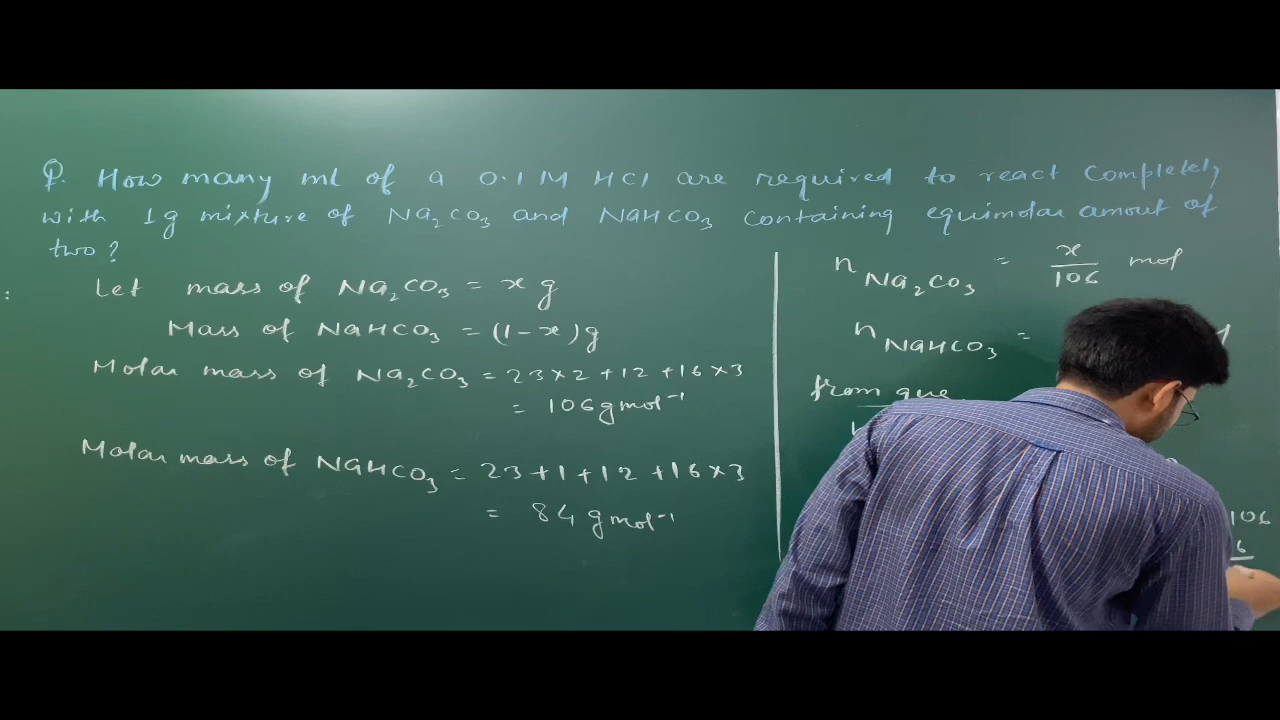 Q. How many ml of a 0.1 M HCl are required to react completely
with 1g mixture of Na₂CO₃ and NaHCO₃ containing equimolar amout of
two?
:
Let mass of Na₂CO₃ = x g
Mass of NaHCO₃ = (1-x)g
Molar mass of Na₂CO₃ = 23×2 +12 +16×3
= 106 g mol⁻¹
Molar mass of NaHCO₃ = 23+1+12+16×3
= 84 g mol⁻¹
n Na₂CO₃ = x/106 mol
n NaHCO₃ =
from que
106